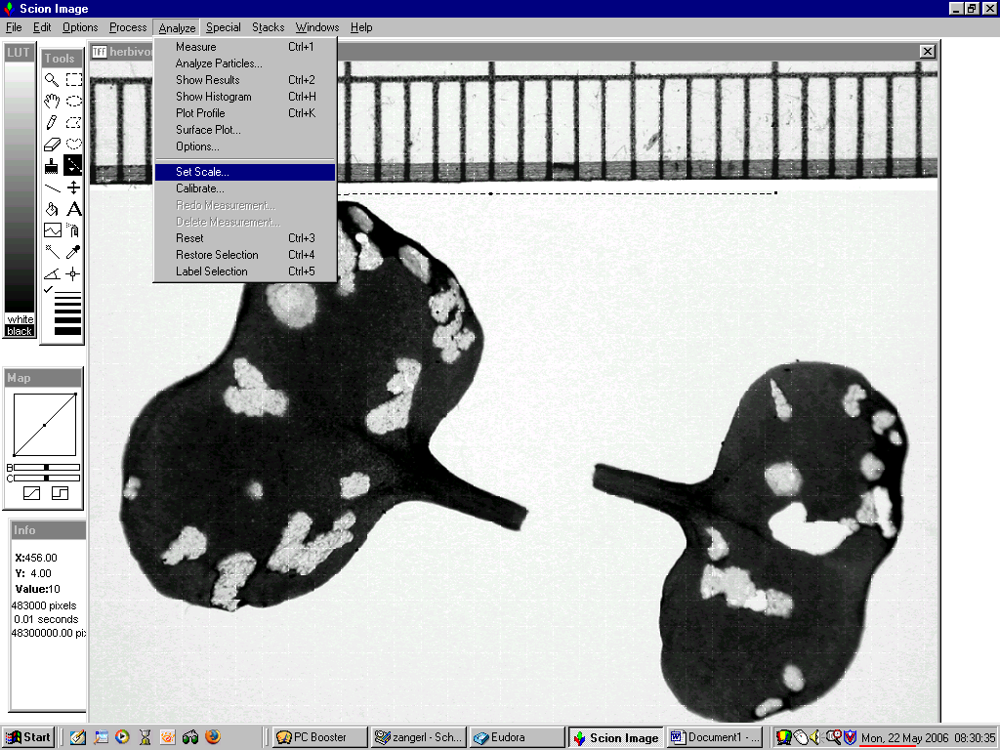 Scion Image
File Edit Options Process Analyze Special Stacks Windows Help
LUT
Tools
TIFF herbivo
Measure Ctrl+1
Analyze Particles...
Show Results Ctrl+2
Show Histogram Ctrl+H
Plot Profile Ctrl+K
Surface Plot...
Options...
Set Scale...
Calibrate...
Redo Measurement...
Delete Measurement...
Reset Ctrl+3
Restore Selection Ctrl+4
Label Selection Ctrl+5
A
white
black
Map
B
C
Info
X:456.00
Y: 4.00
Value:10
483000 pixels
0.01 seconds
48300000.00 pi
Start PC Booster zangerl - Sch... Eudora Scion Image Document1 - ... Mon, 22 May 2006 08:30:35